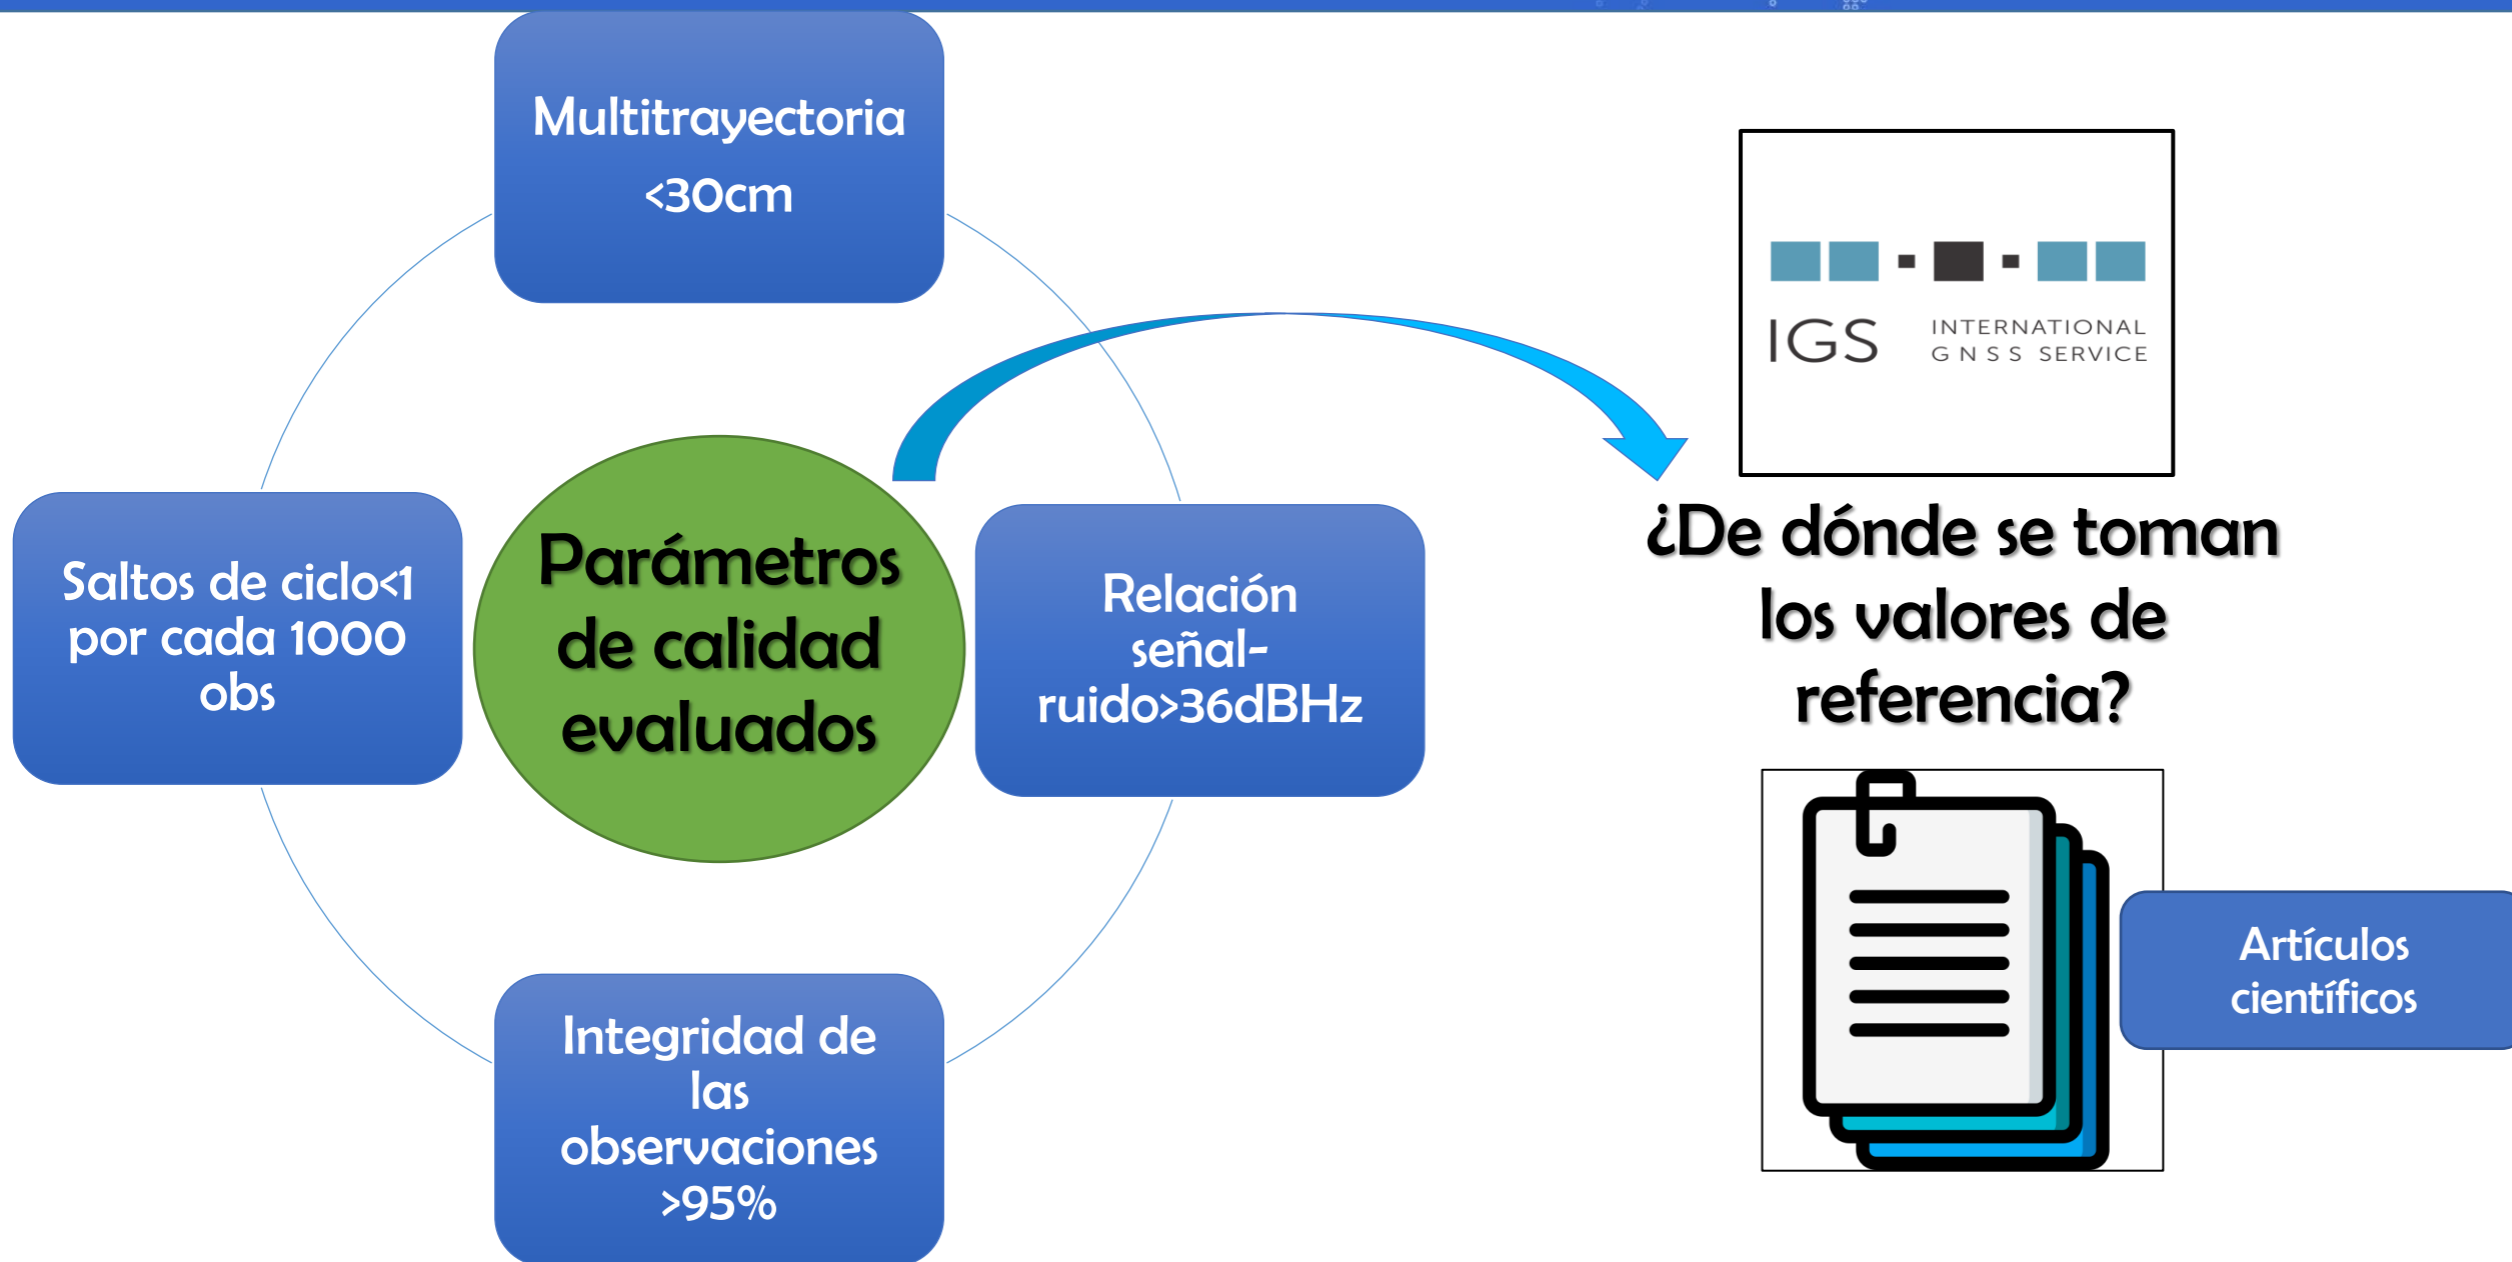 Multitrayectoria
<30cm
Saltos de ciclo<1
por cada 1000
obs
Parámetros
de calidad
evaluados
Relación
señal-
ruido>36dBHz
Integridad de
las
observaciones
>95%
IGS
INTERNATIONAL
GNSS SERVICE
¿De dónde se toman
los valores de
referencia?
Artículos
científicos